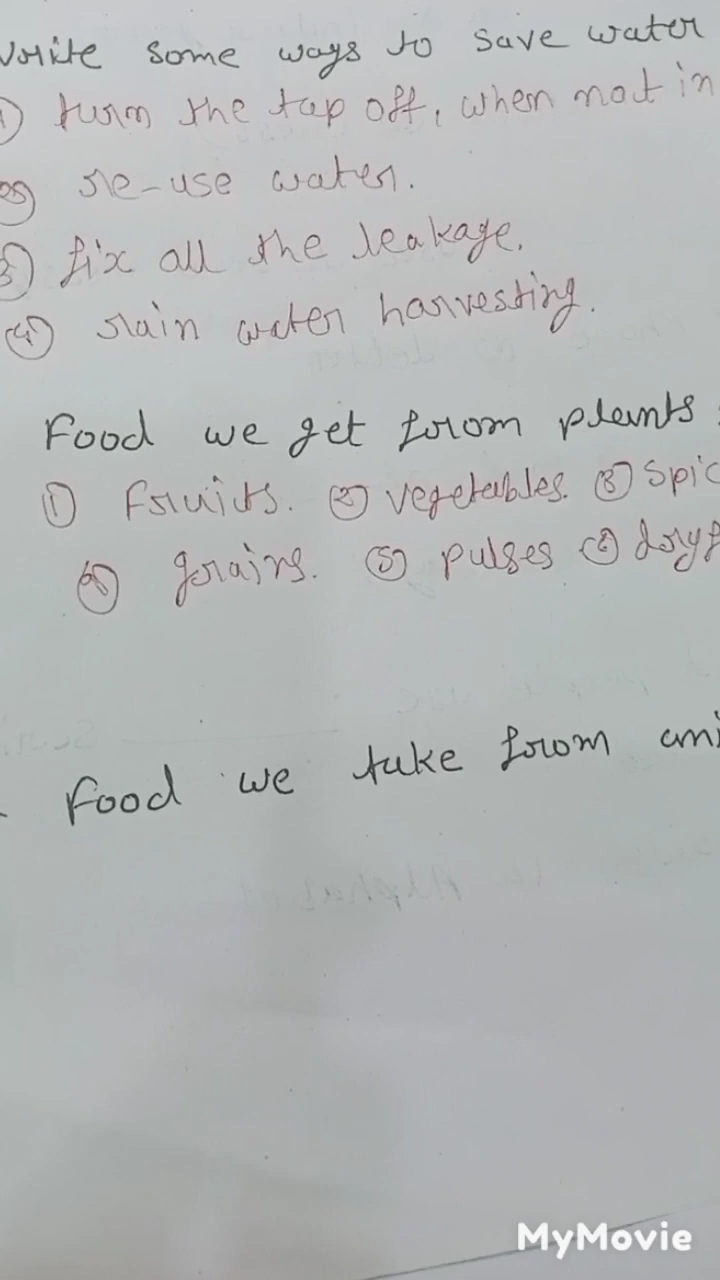 Write some ways to save water
① turn the tap off, when not in
② re-use water.
③ fix all the leakage.
④ rain water harvesting.
Food we get from plants
① Fruits. ② vegetables. ③ Spic
④ grains. ⑤ pulses ⑥ dryf
Food we take from ani
MyMovie